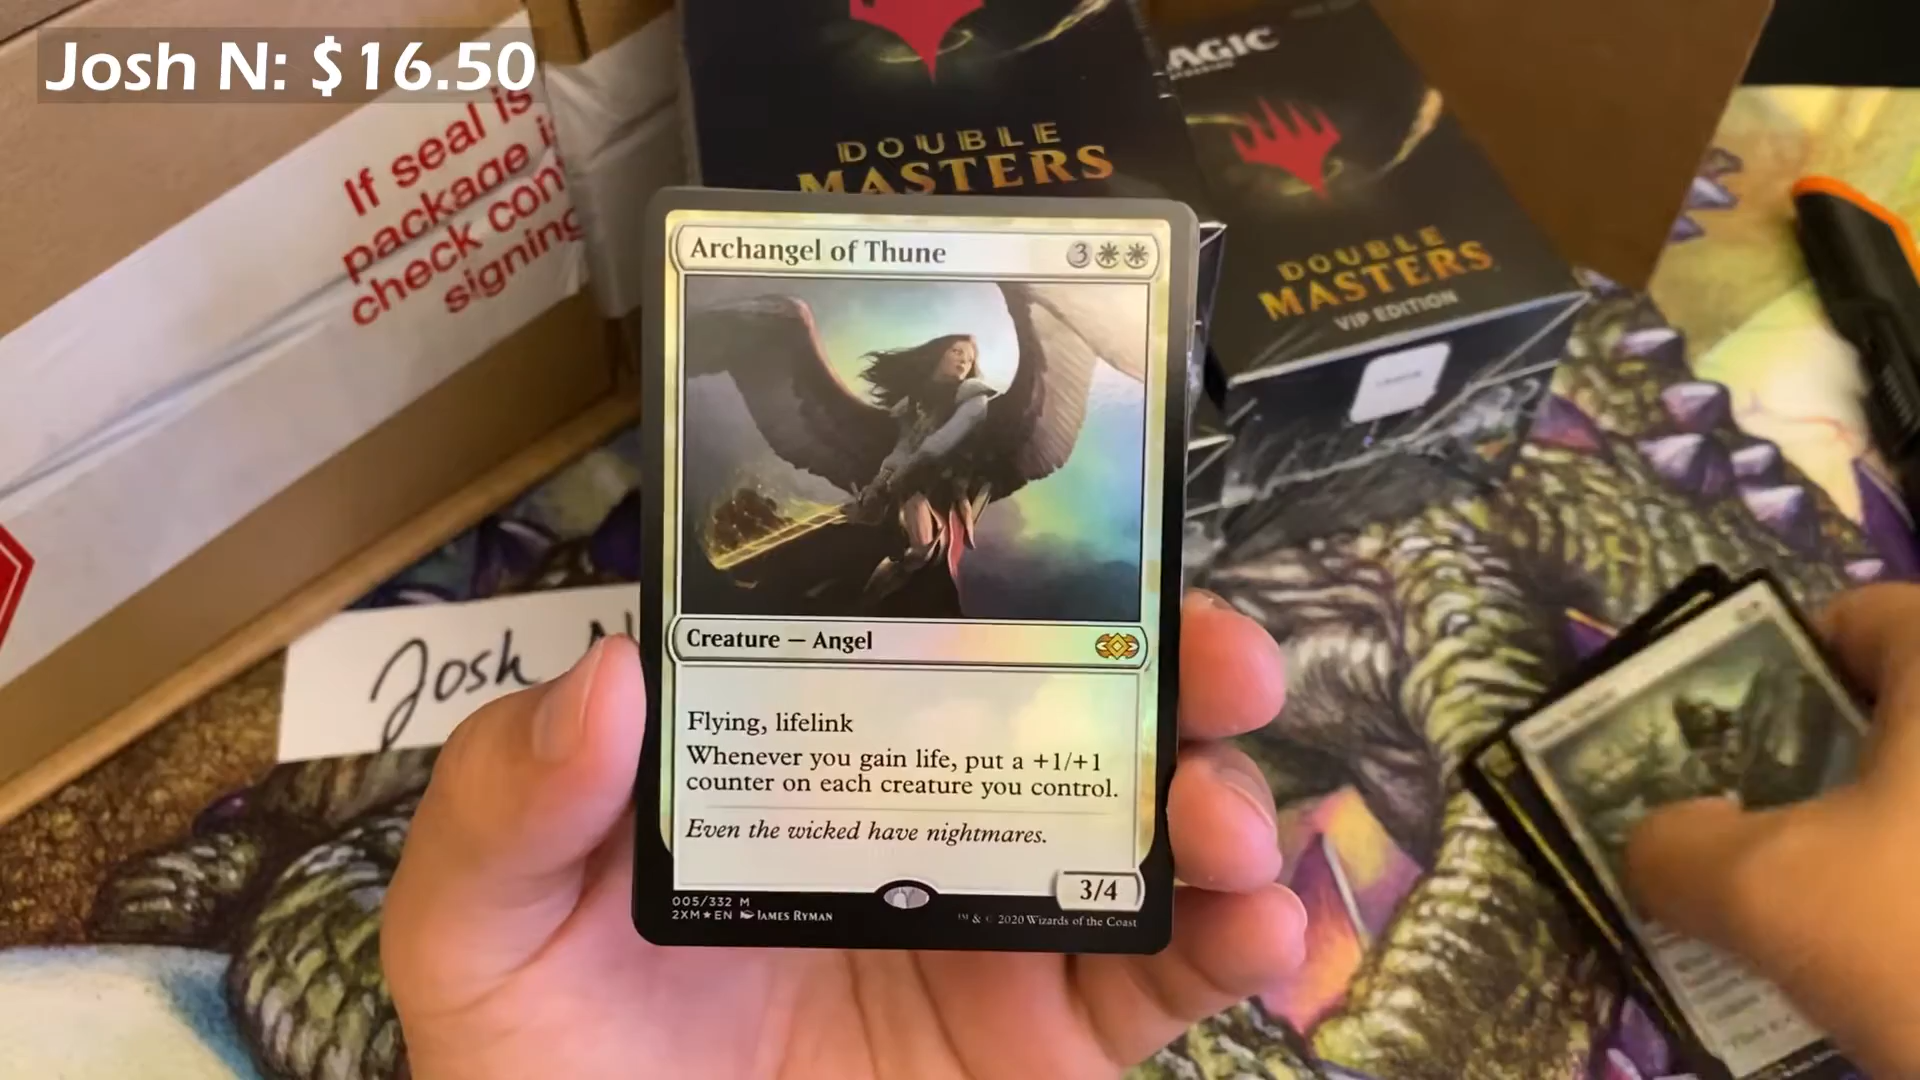 Josh N: $16.50
If seal is
package is
check con
signing
DOUBLE
MASTERS
MAGIC
DOUBLE
MASTERS
VIP EDITION
Josh N
Archangel of Thune
3
Creature — Angel
Flying, lifelink
Whenever you gain life, put a +1/+1
counter on each creature you control.
Even the wicked have nightmares.
3/4
005/332 M
2XM★EN JAMES RYMAN
™ & © 2020 Wizards of the Coast